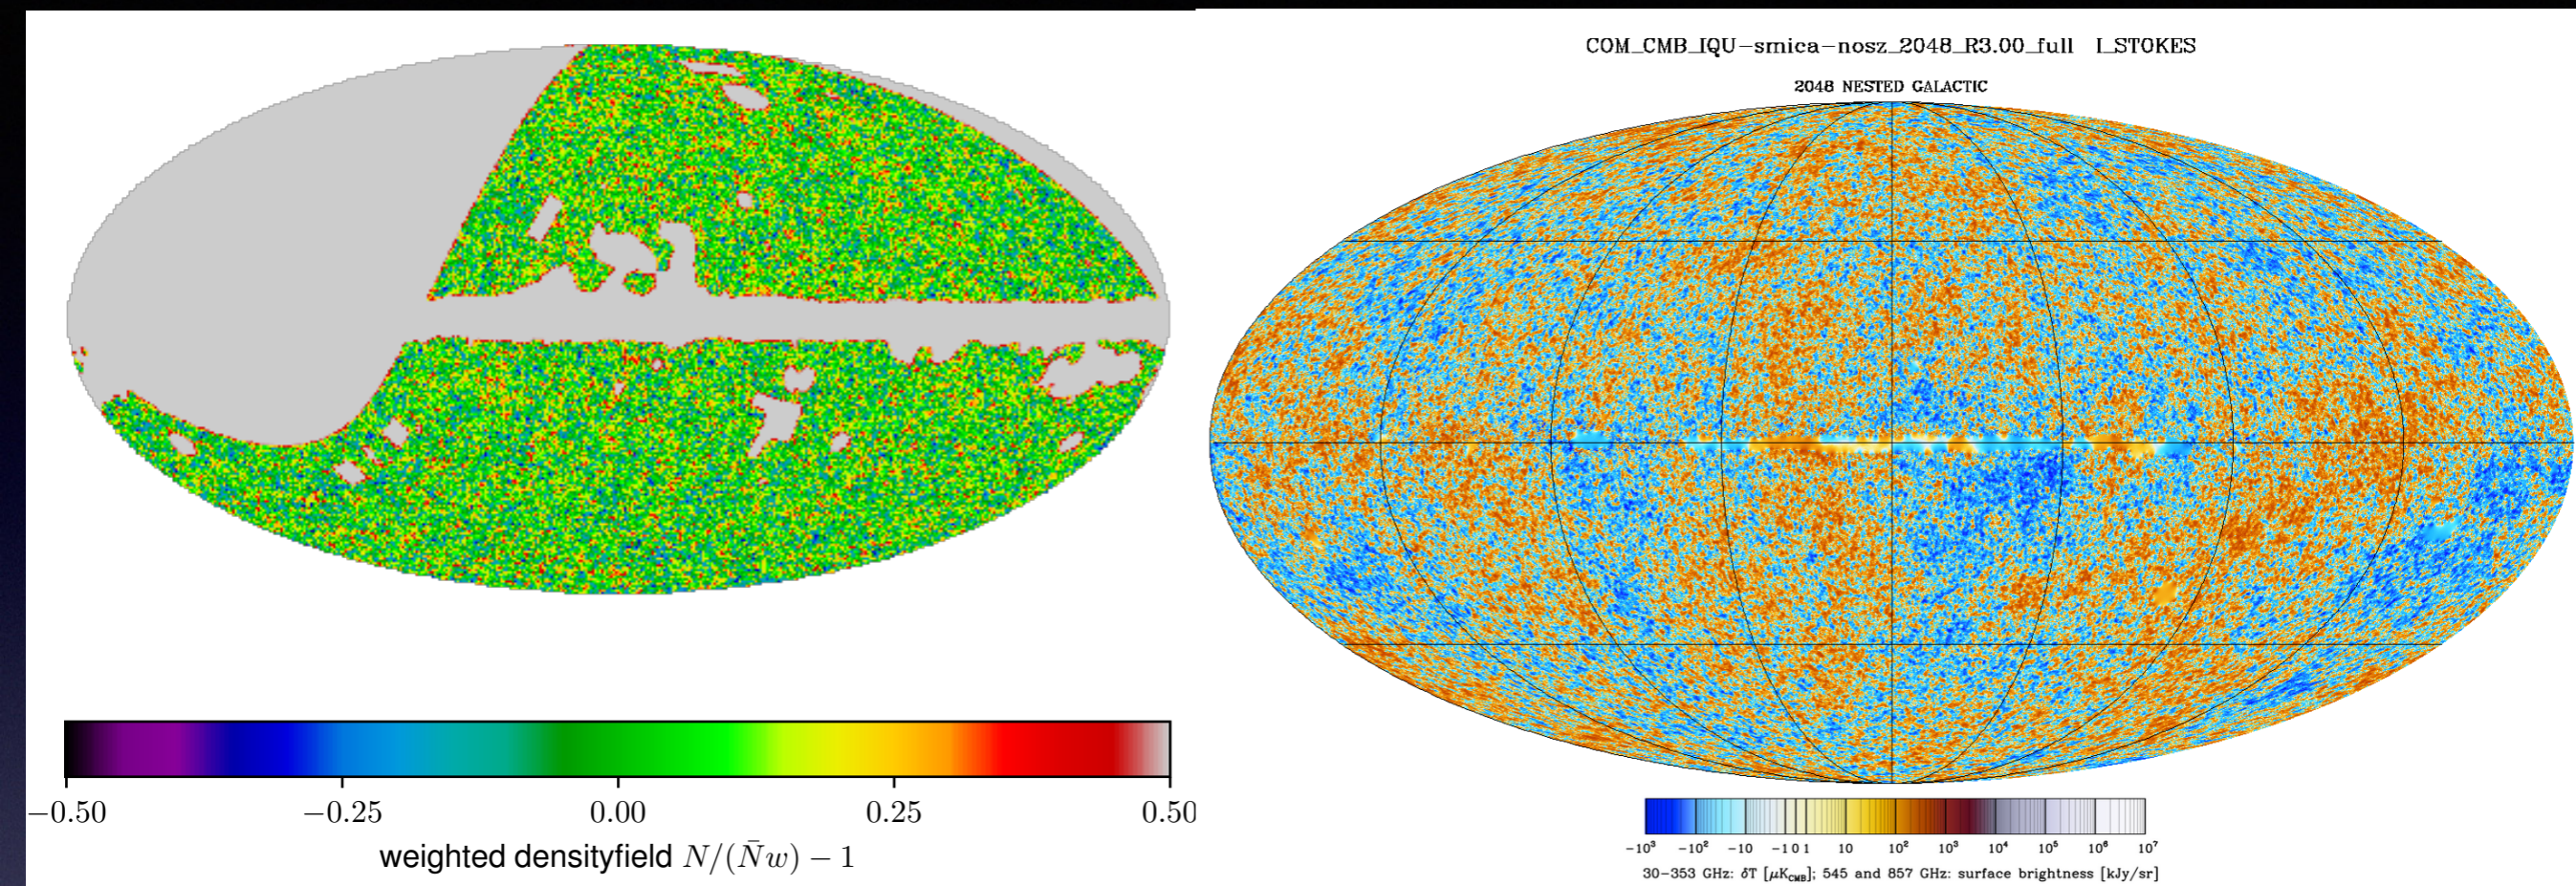 COM_CMB_IQU-smica-nosz_2048_R3.00_full I_STOKES
2048 NESTED GALACTIC
−0.50 −0.25 0.00 0.25 0.50
weighted densityfield N/(N̄w) − 1
-10³ -10² -10 -1 0 1 10 10² 10³ 10⁴ 10⁵ 10⁶ 10⁷
30-353 GHz: δT [μK_CMB]; 545 and 857 GHz: surface brightness [kJy/sr]